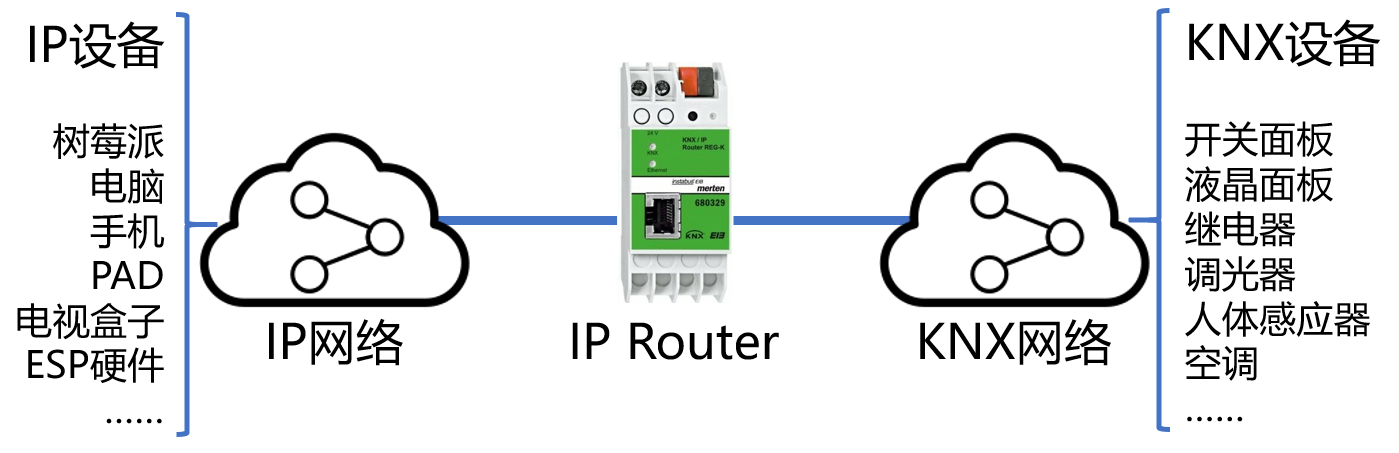 IP设备
树莓派
电脑
手机
PAD
电视盒子
ESP硬件
……
IP网络
24 V
KNX / IP
Router REG-K
KNX
Ethernet
instabus EIB
merten
680329
KNX EIB
IP Router
KNX网络
KNX设备
开关面板
液晶面板
继电器
调光器
人体感应器
空调
……